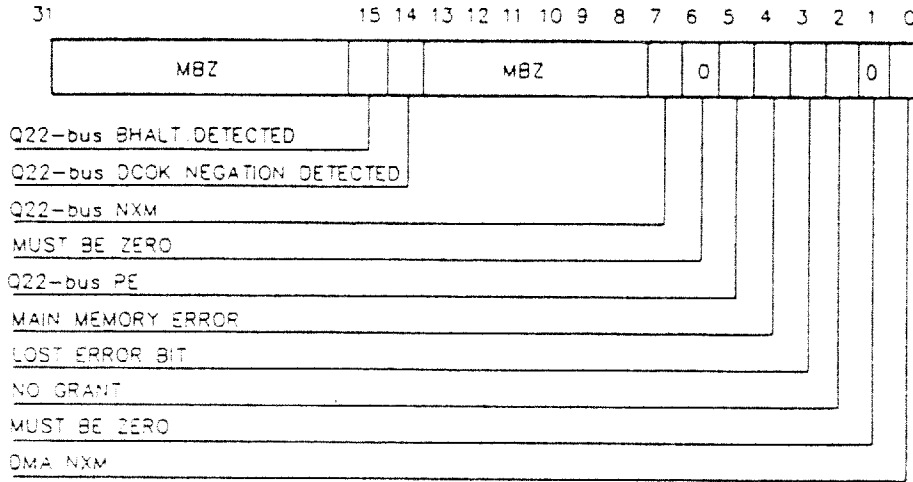 31 15 14 13 12 11 10 9 8 7 6 5 4 3 2 1 0
MBZ MBZ 0 0
Q22-bus BHALT DETECTED
Q22-bus DCOK NEGATION DETECTED
Q22-bus NXM
MUST BE ZERO
Q22-bus PE
MAIN MEMORY ERROR
LOST ERROR BIT
NO GRANT
MUST BE ZERO
DMA NXM